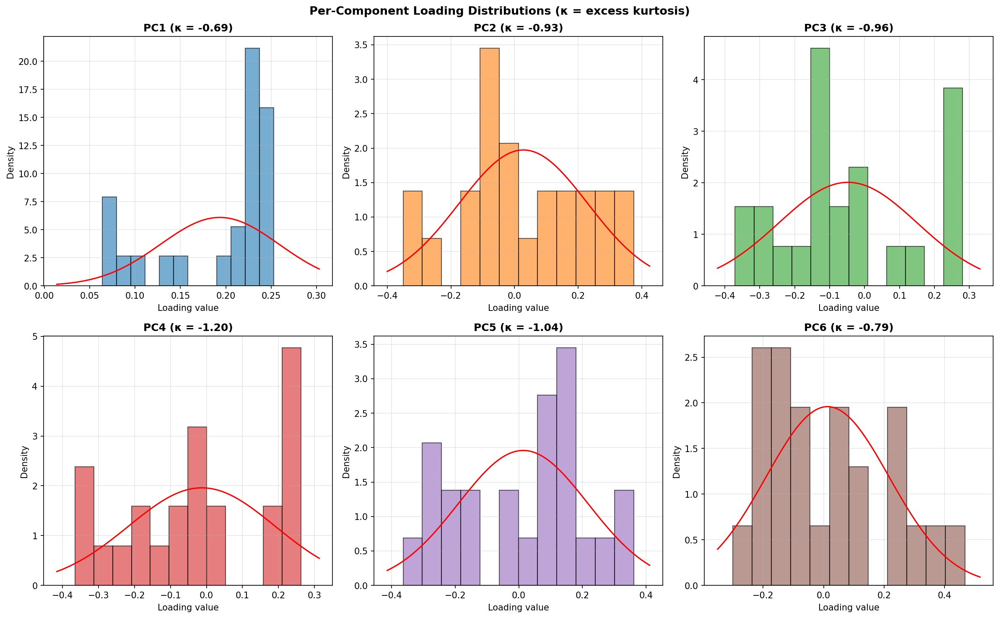 Per-Component Loading Distributions (κ = excess kurtosis)
PC1 (κ = -0.69)
20.0
17.5
15.0
12.5
10.0
7.5
5.0
2.5
0.0
Density
0.00 0.05 0.10 0.15 0.20 0.25 0.30
Loading value
PC2 (κ = -0.93)
3.5
3.0
2.5
2.0
1.5
1.0
0.5
0.0
Density
−0.4 −0.2 0.0 0.2 0.4
Loading value
PC3 (κ = -0.96)
4
3
2
1
0
Density
−0.4 −0.3 −0.2 −0.1 0.0 0.1 0.2 0.3
Loading value
PC4 (κ = -1.20)
5
4
3
2
1
0
Density
−0.4 −0.3 −0.2 −0.1 0.0 0.1 0.2 0.3
Loading value
PC5 (κ = -1.04)
3.5
3.0
2.5
2.0
1.5
1.0
0.5
0.0
Density
−0.4 −0.2 0.0 0.2 0.4
Loading value
PC6 (κ = -0.79)
2.5
2.0
1.5
1.0
0.5
0.0
Density
−0.2 0.0 0.2 0.4
Loading value